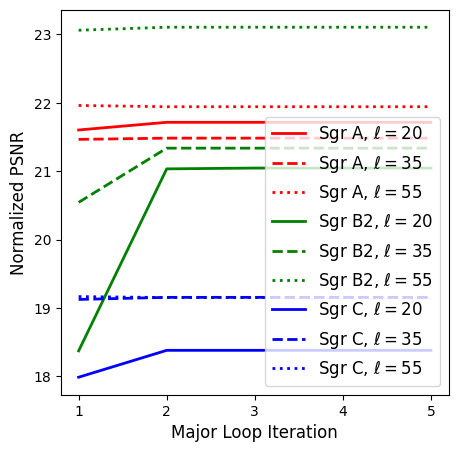 23
22
21
20
19
18
Normalized PSNR
Sgr A, ℓ = 20
Sgr A, ℓ = 35
Sgr A, ℓ = 55
Sgr B2, ℓ = 20
Sgr B2, ℓ = 35
Sgr B2, ℓ = 55
Sgr C, ℓ = 20
Sgr C, ℓ = 35
Sgr C, ℓ = 55
1 2 3 4 5
Major Loop Iteration